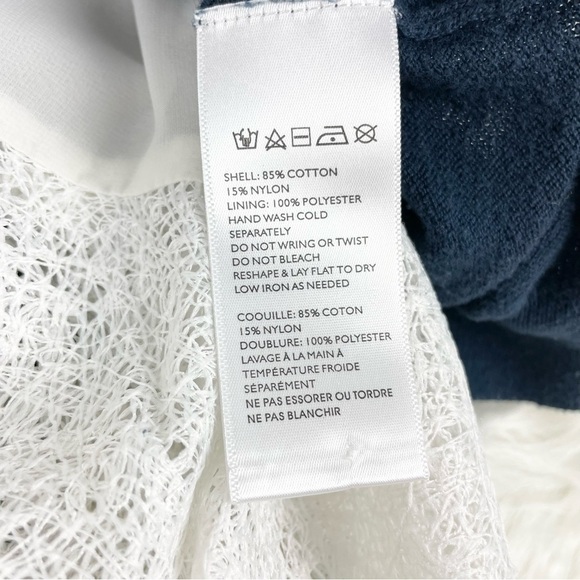 SHELL: 85% COTTON
15% NYLON
LINING: 100% POLYESTER
HAND WASH COLD
SEPARATELY
DO NOT WRING OR TWIST
DO NOT BLEACH
RESHAPE & LAY FLAT TO DRY
LOW IRON AS NEEDED
COOUILLE: 85% COTON
15% NYLON
DOUBLURE: 100% POLYESTER
LAVAGE À LA MAIN À
TEMPÉRATURE FROIDE
SÉPARÉMENT
NE PAS ESSORER OU TORDRE
NE PAS BLANCHIR